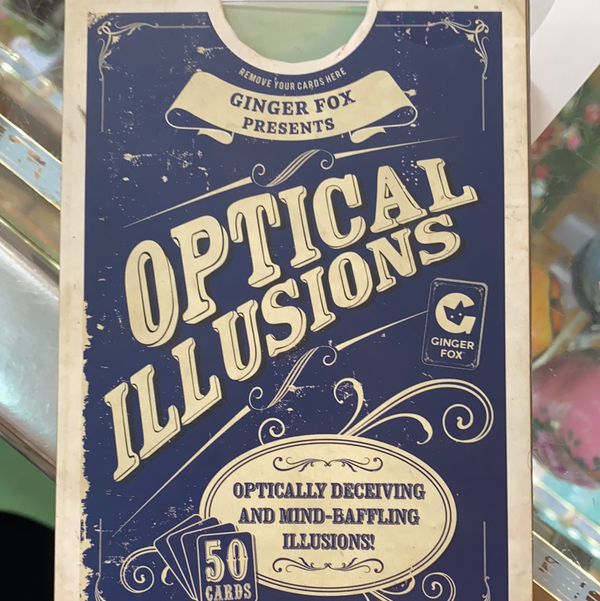 REMOVE YOUR CARDS HERE
GINGER FOX
PRESENTS
OPTICAL
ILLUSIONS
G
GINGER
FOX
OPTICALLY DECEIVING
AND MIND-BAFFLING
ILLUSIONS!
50
CARDS